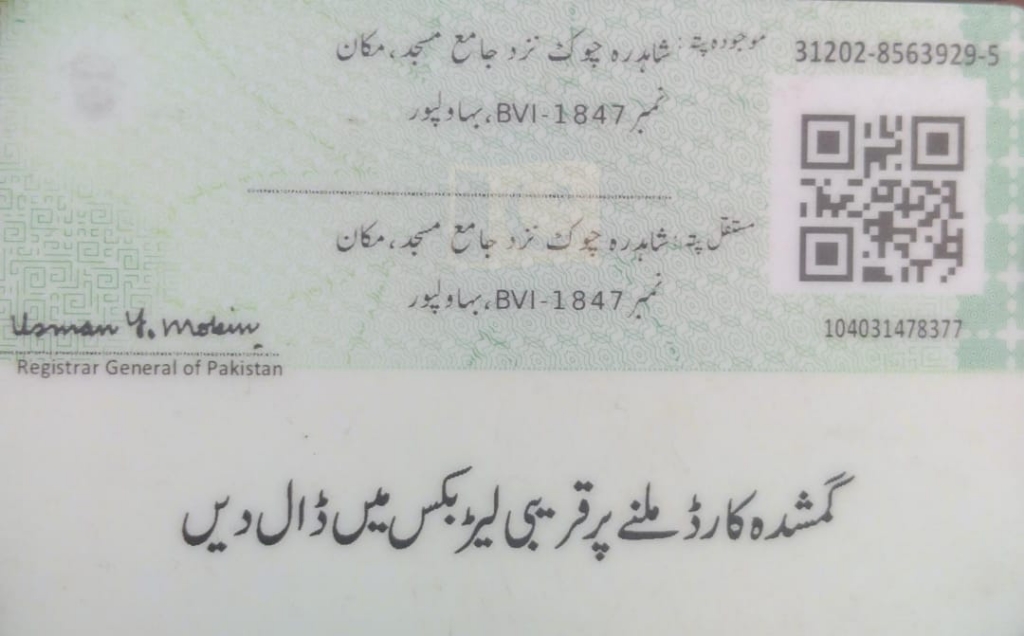 31202-8563929-5
موجودہ پتہ: شاہدرہ چوک نزد جامع مسجد، مکان
نمبر BVI-1847، بہاولپور
مستقل پتہ: شاہدرہ چوک نزد جامع مسجد، مکان
نمبر BVI-1847، بہاولپور
104031478377
Usman Y. Mobin
Registrar General of Pakistan
گمشدہ کارڈ ملنے پر قریبی لیٹر بکس میں ڈال دیں